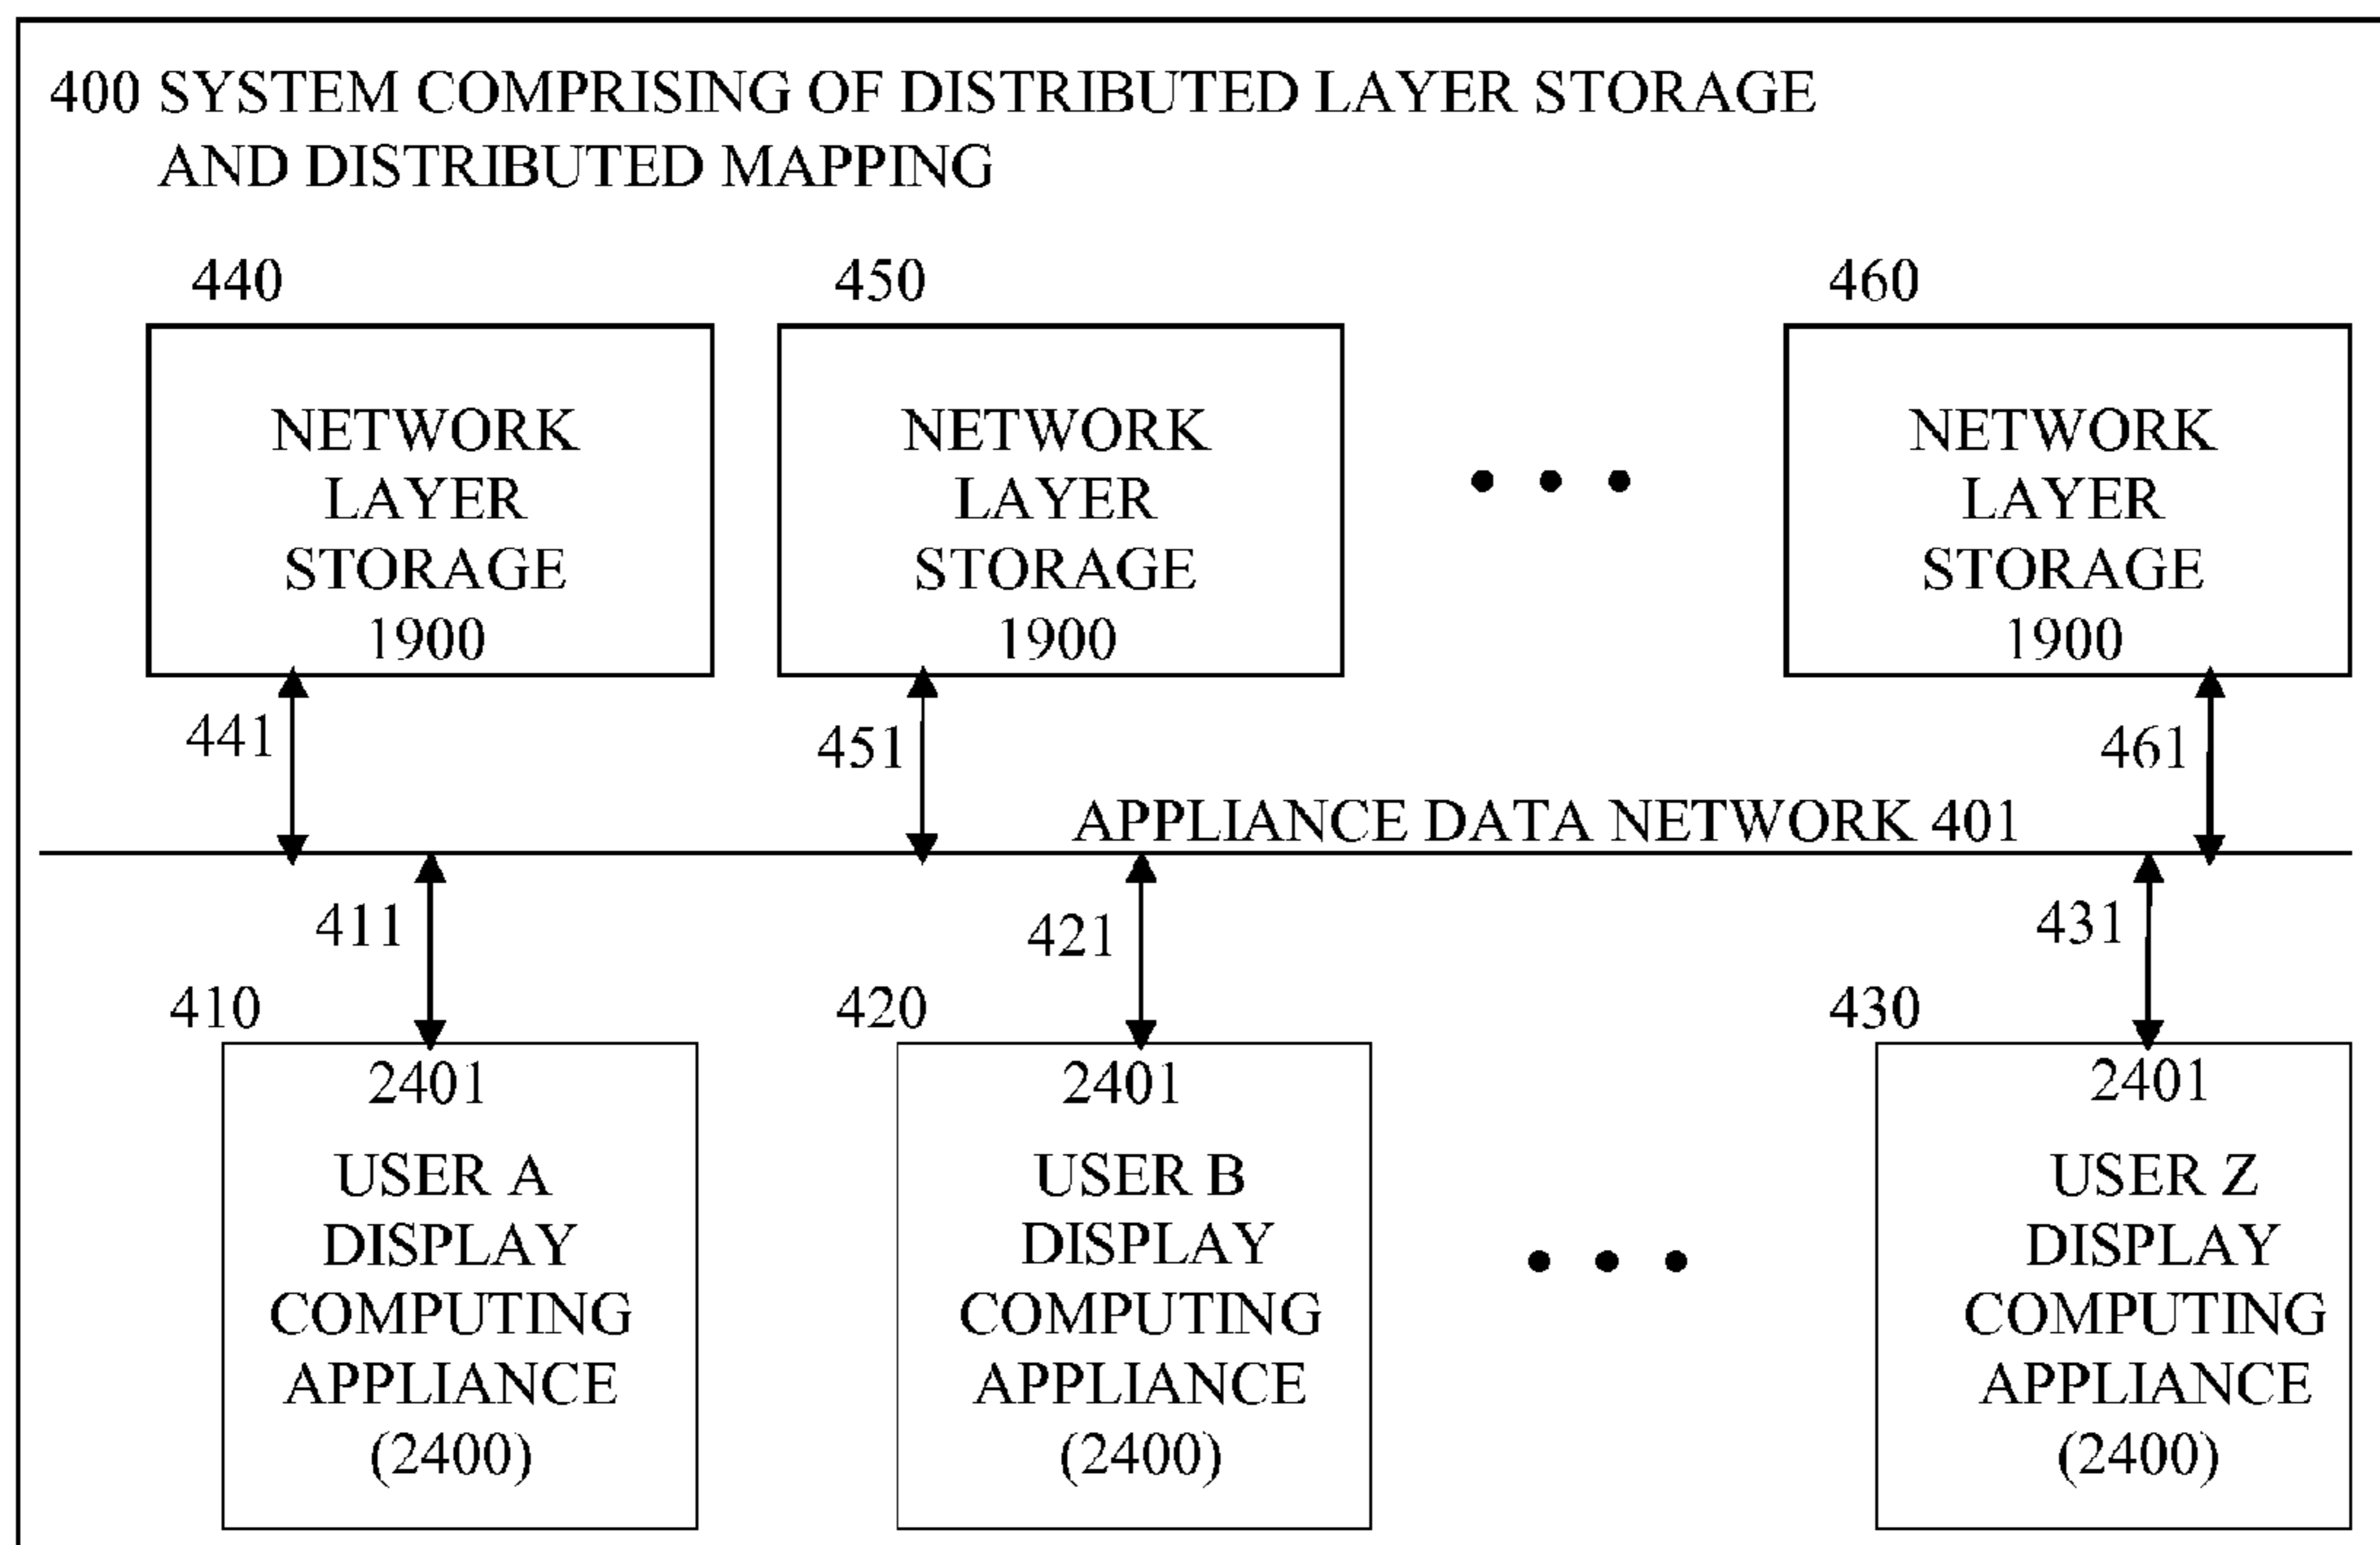 400 SYSTEM COMPRISING OF DISTRIBUTED LAYER STORAGE
AND DISTRIBUTED MAPPING
440
450
460
NETWORK
LAYER
STORAGE
1900
NETWORK
LAYER
STORAGE
1900
NETWORK
LAYER
STORAGE
1900
441
451
461
APPLIANCE DATA NETWORK 401
411
421
431
410
420
430
2401
USER A
DISPLAY
COMPUTING
APPLIANCE
(2400)
2401
USER B
DISPLAY
COMPUTING
APPLIANCE
(2400)
2401
USER Z
DISPLAY
COMPUTING
APPLIANCE
(2400)